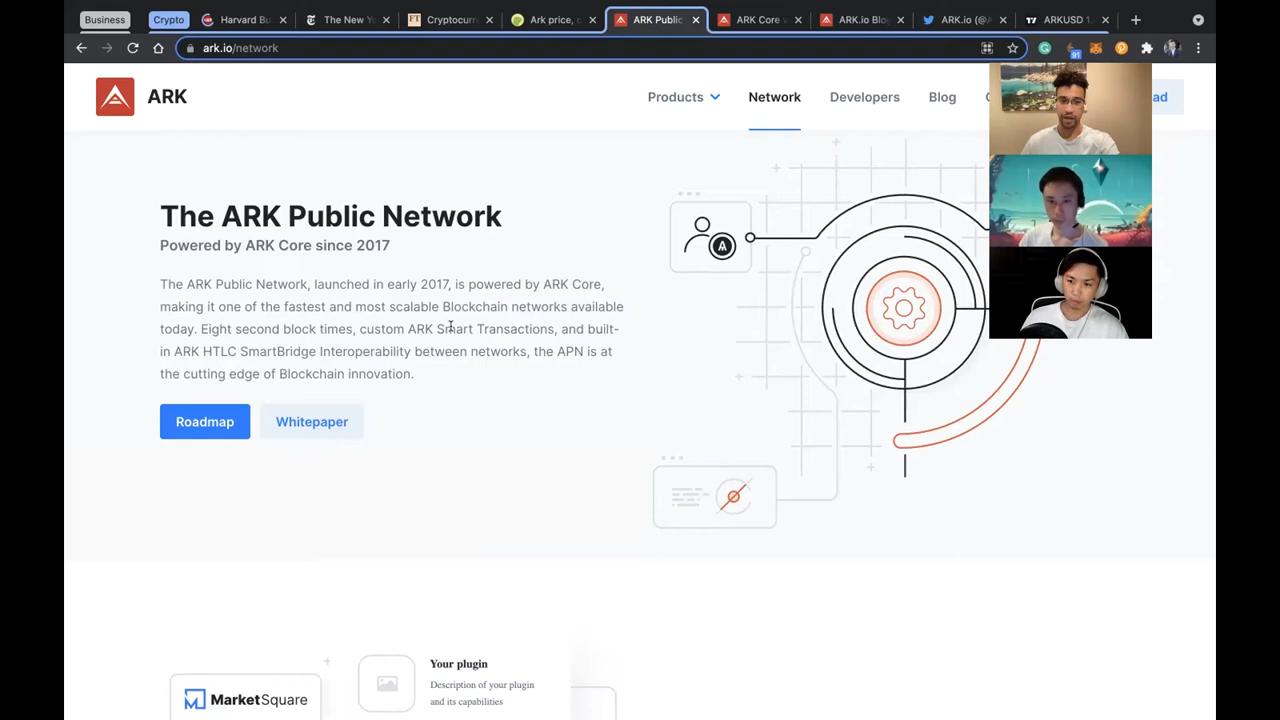 Business
Crypto
Harvard Bu
The New Yo
Cryptocurr
Ark price, c
ARK Public
ARK Core v
ARK.io Blog
ARK.io (@A
ARKUSD 1.
ark.io/network
91
ARK
Products
Network
Developers
Blog
ad
The ARK Public Network
Powered by ARK Core since 2017
The ARK Public Network, launched in early 2017, is powered by ARK Core,
making it one of the fastest and most scalable Blockchain networks available
today. Eight second block times, custom ARK Smart Transactions, and built-
in ARK HTLC SmartBridge Interoperability between networks, the APN is at
the cutting edge of Blockchain innovation.
Roadmap
Whitepaper
MarketSquare
Your plugin
Description of your plugin
and its capabilities